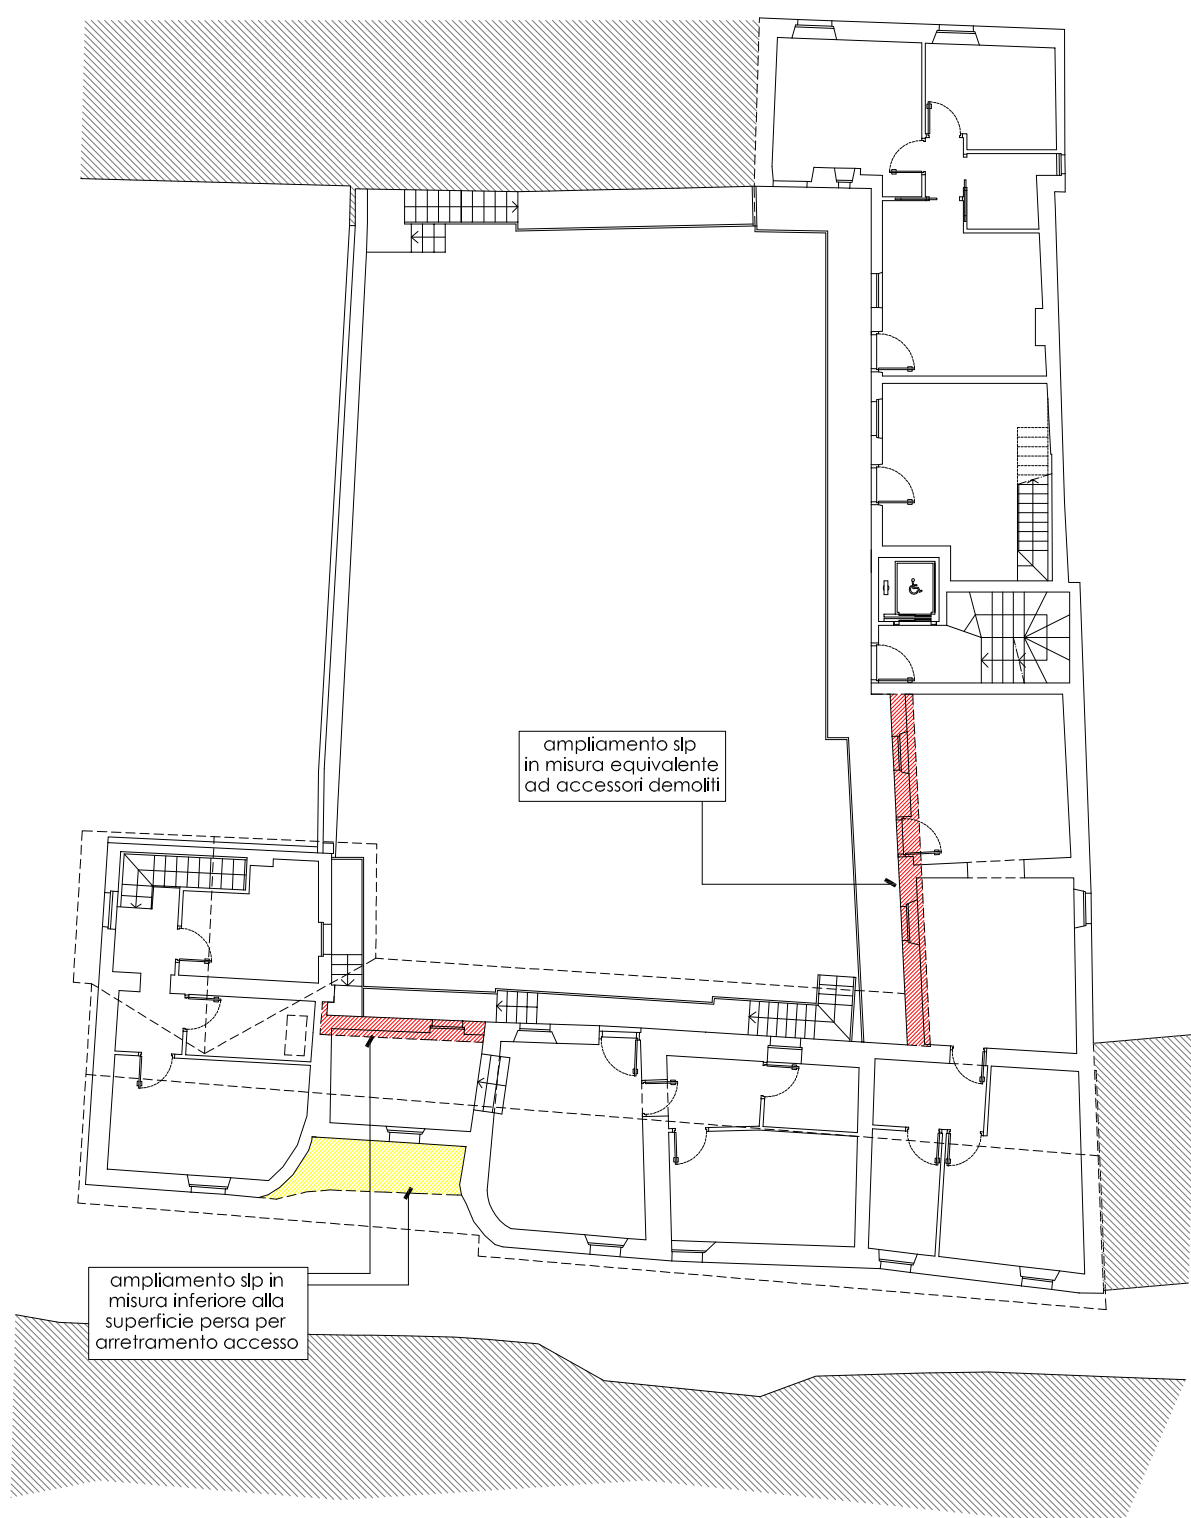 ampliamento slp
in misura equivalente
ad accessori demoliti
ampliamento slp in
misura inferiore alla
superficie persa per
arretramento accesso